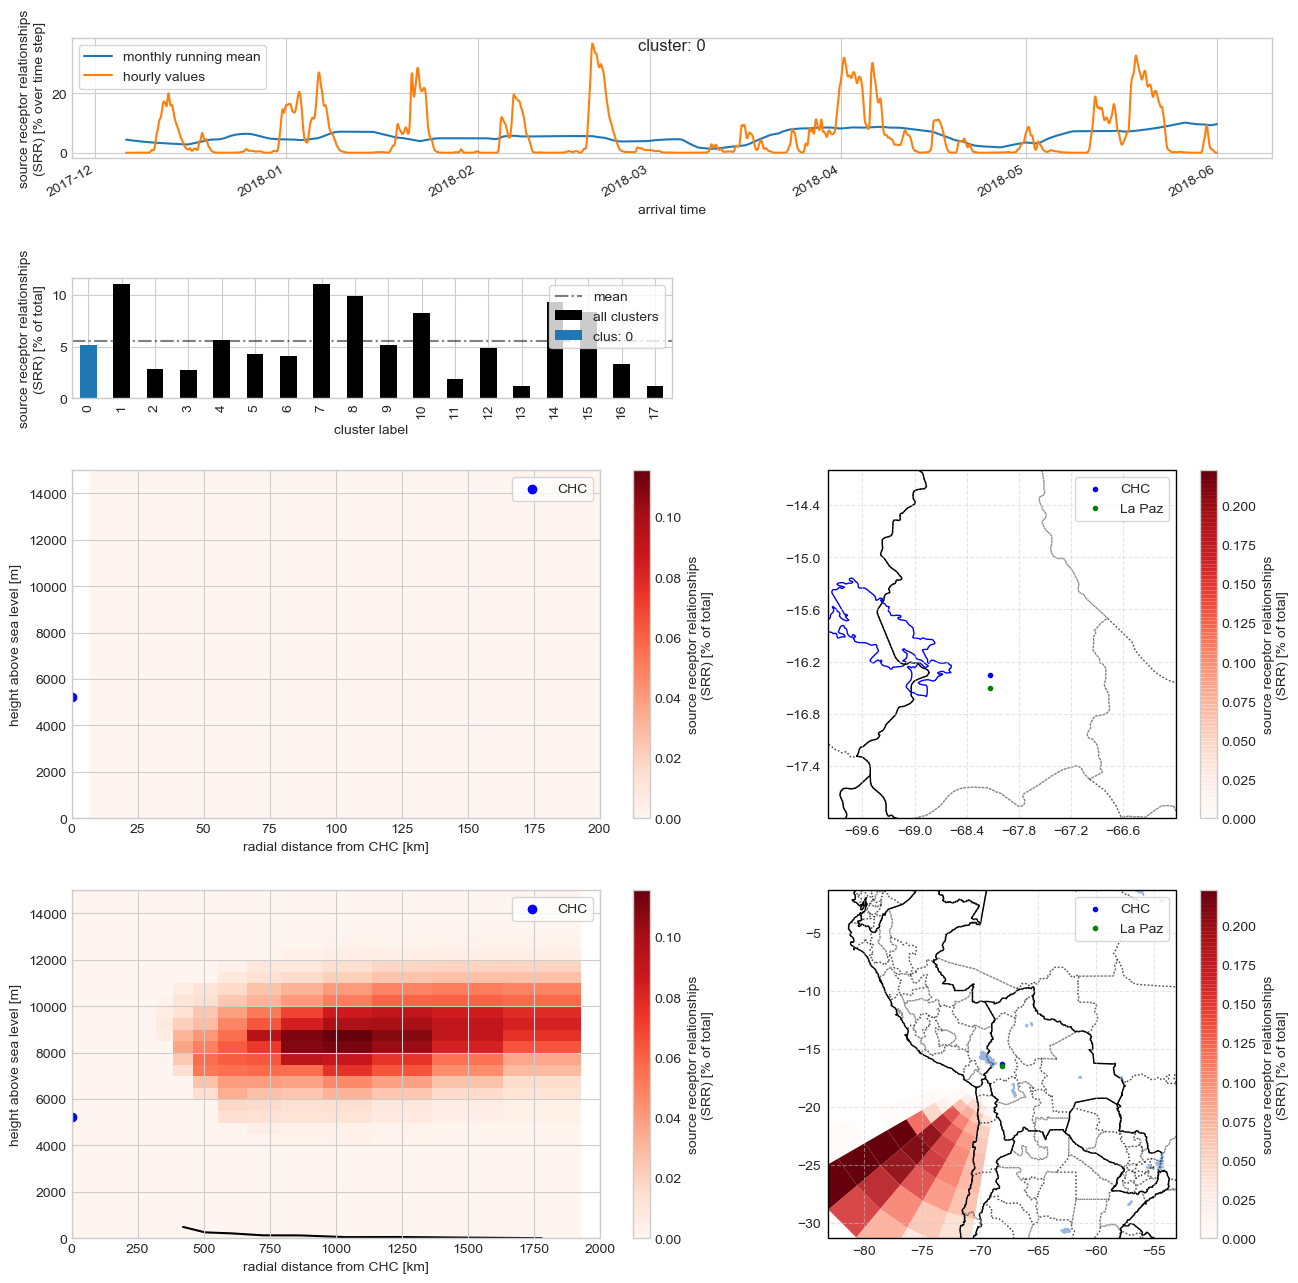 cluster: 0
source receptor relationships
(SRR) [% over time step]
monthly running mean
hourly values
20
0
2017-12
2018-01
2018-02
2018-03
2018-04
2018-05
2018-06
arrival time
source receptor relationships
(SRR) [% of total]
mean
all clusters
clus: 0
10
5
0
0 1 2 3 4 5 6 7 8 9 10 11 12 13 14 15 16 17
cluster label
height above sea level [m]
14000
12000
10000
8000
6000
4000
2000
0
CHC
0 25 50 75 100 125 150 175 200
radial distance from CHC [km]
0.10
0.08
0.06
0.04
0.02
0.00
source receptor relationships
(SRR) [% of total]
CHC
La Paz
−14.4
−15.0
−15.6
−16.2
−16.8
−17.4
−69.6 −69.0 −68.4 −67.8 −67.2 −66.6
0.200
0.175
0.150
0.125
0.100
0.075
0.050
0.025
0.000
source receptor relationships
(SRR) [% of total]
height above sea level [m]
14000
12000
10000
8000
6000
4000
2000
0
CHC
0 250 500 750 1000 1250 1500 1750 2000
radial distance from CHC [km]
0.10
0.08
0.06
0.04
0.02
0.00
source receptor relationships
(SRR) [% of total]
CHC
La Paz
−5
−10
−15
−20
−25
−30
−80 −75 −70 −65 −60 −55
0.200
0.175
0.150
0.125
0.100
0.075
0.050
0.025
0.000
source receptor relationships
(SRR) [% of total]